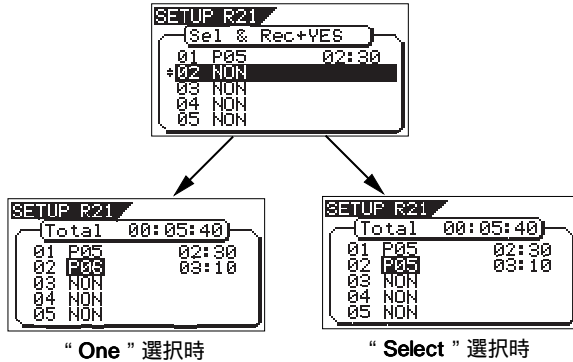 SETUP R21
Sel & Rec+YES
01 P05 02:30
02 NON
03 NON
04 NON
05 NON
SETUP R21
Total 00:05:40
01 P05 02:30
02 P06 03:10
03 NON
04 NON
05 NON
“ One ” 選択時
SETUP R21
Total 00:05:40
01 P05 02:30
02 P05 03:10
03 NON
04 NON
05 NON
“ Select ” 選択時